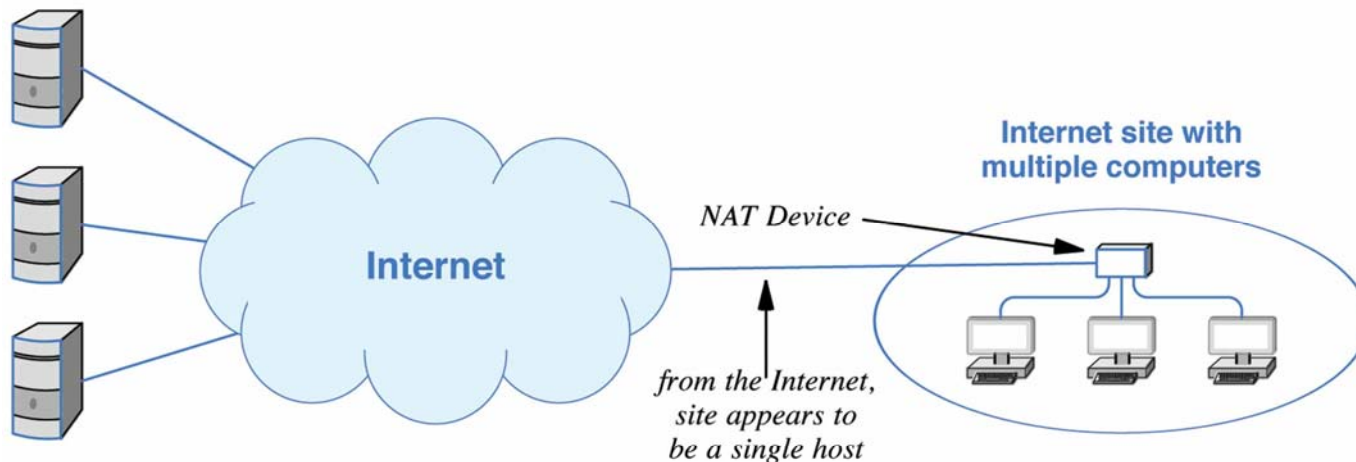 Internet site with
multiple computers
NAT Device
Internet
from the Internet,
site appears to
be a single host